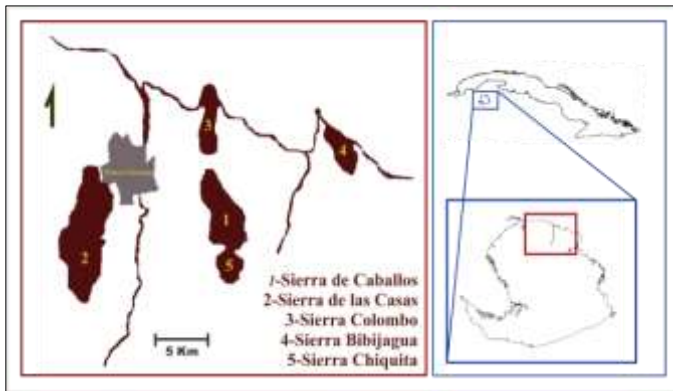 3
4
1
2
5
1-Sierra de Caballos
2-Sierra de las Casas
3-Sierra Colombo
4-Sierra Bibijagua
5-Sierra Chiquita
5 Km